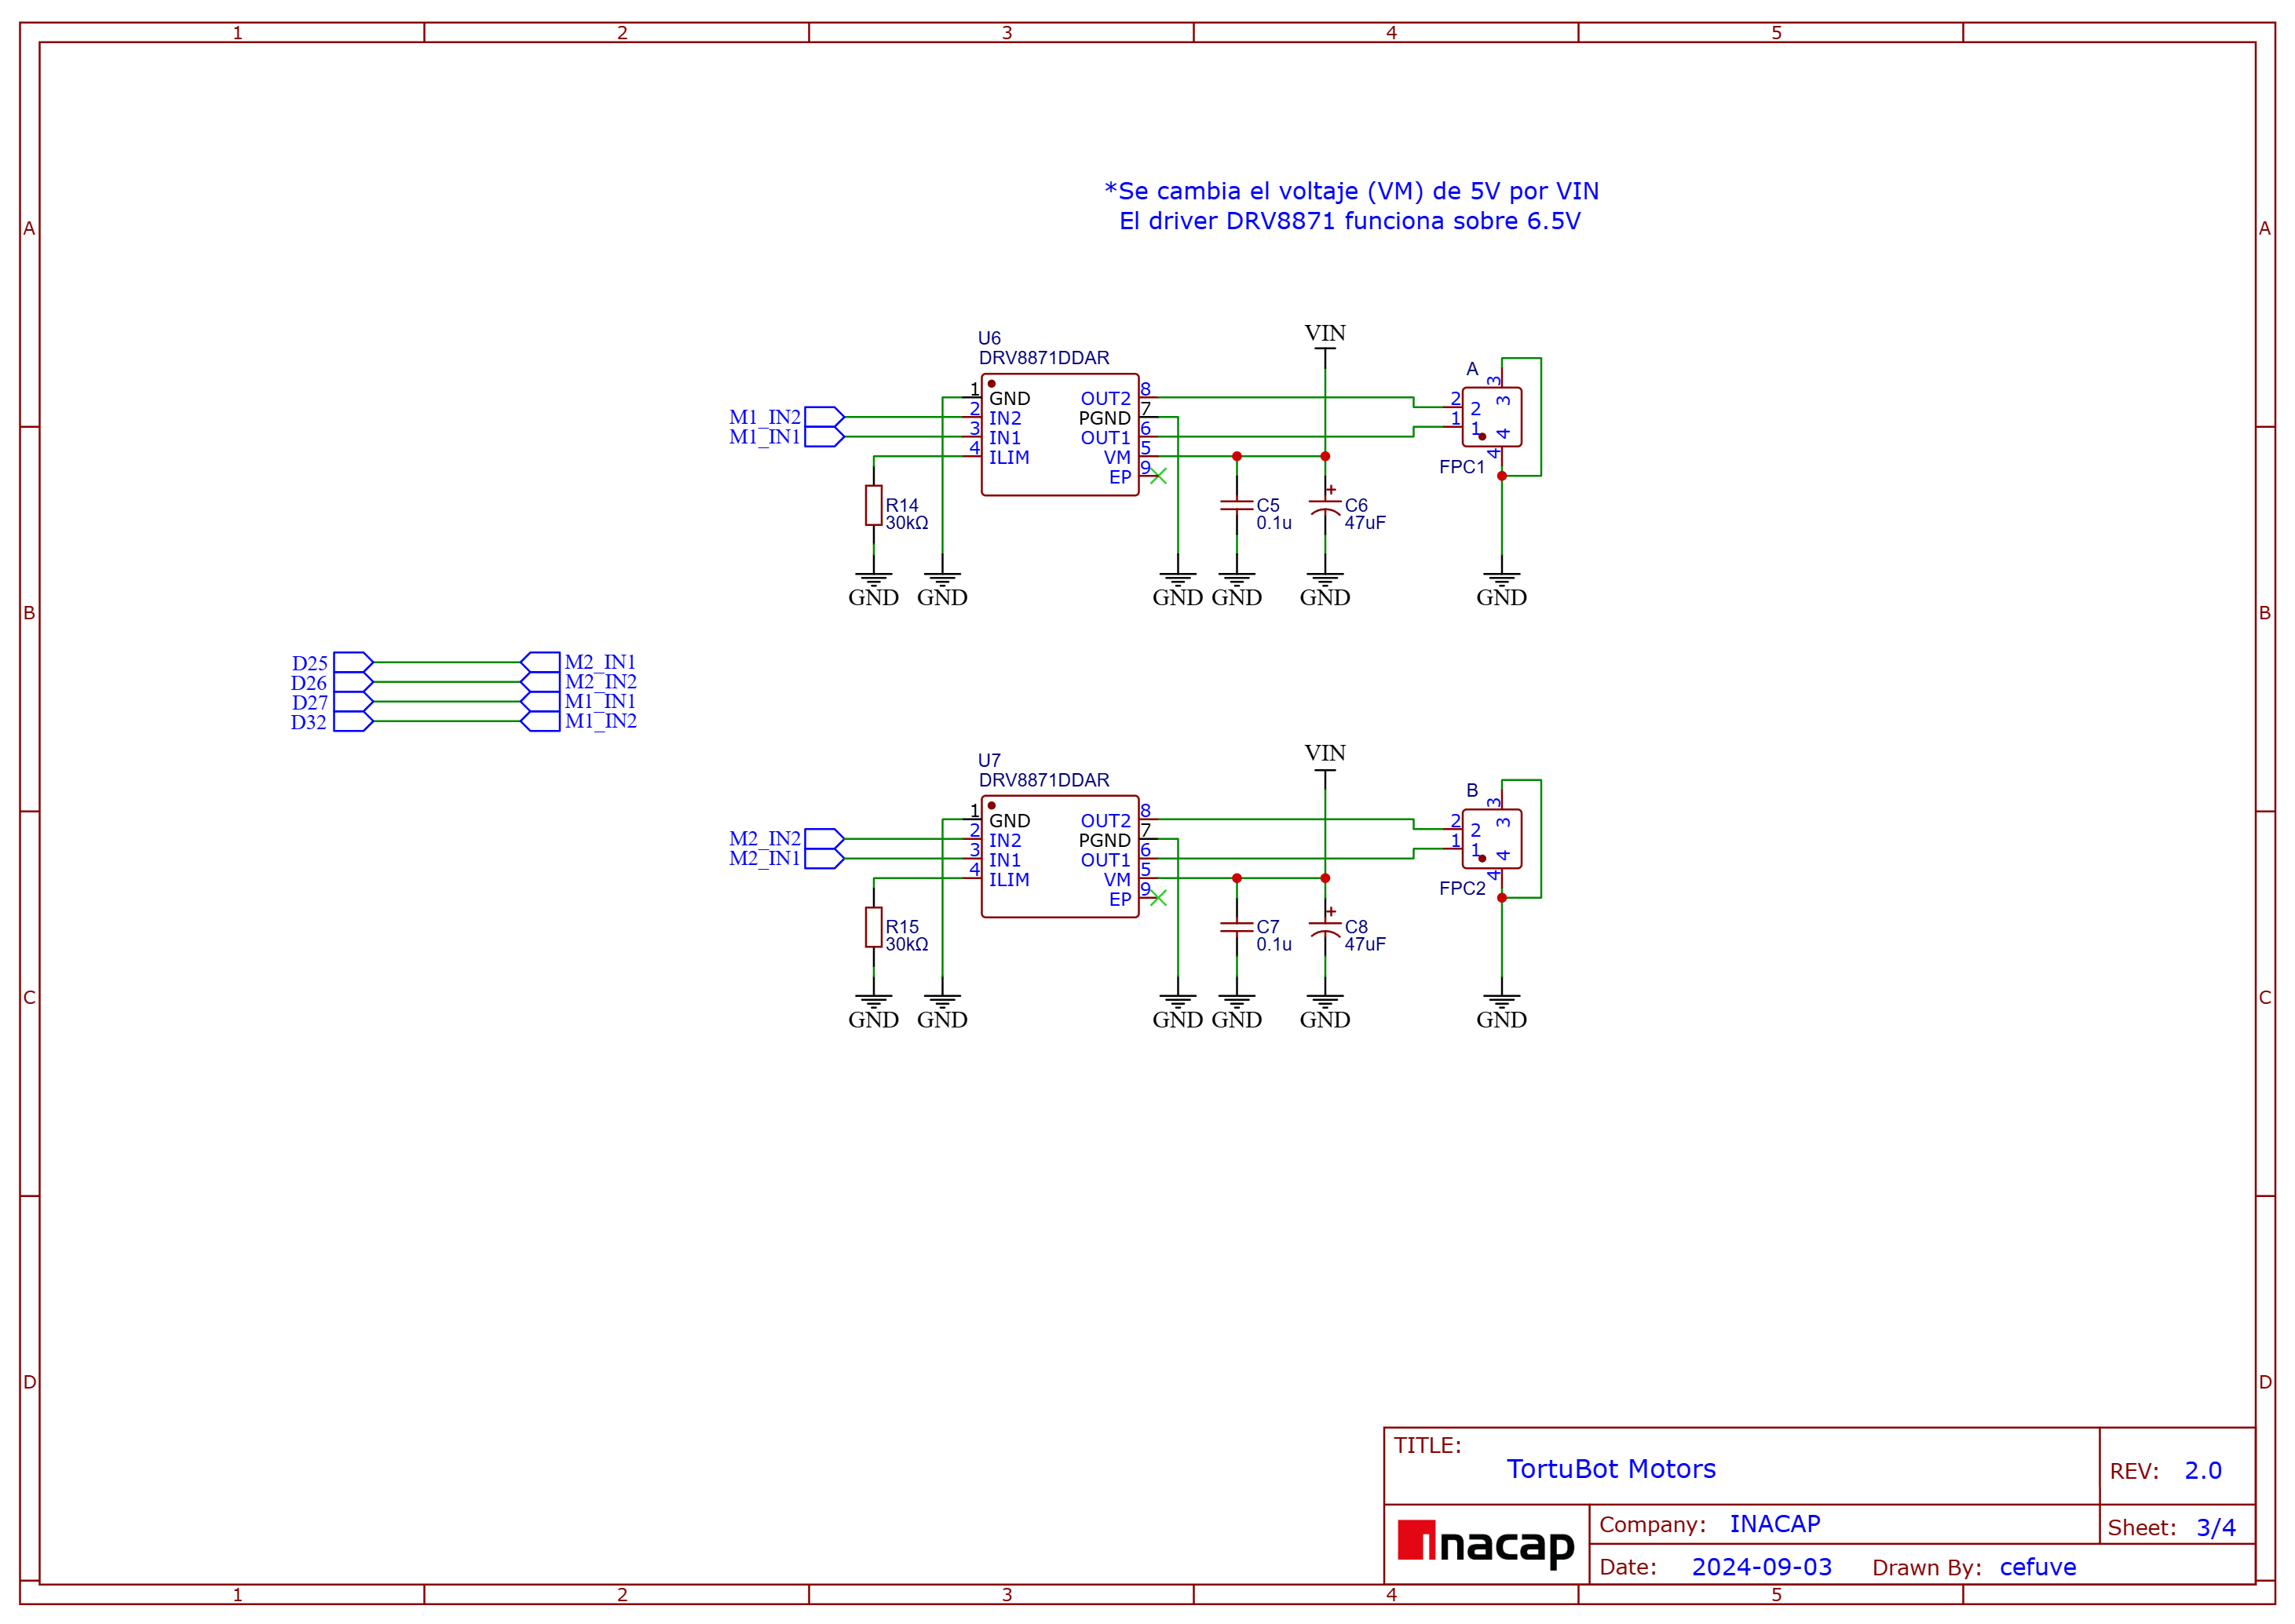 1 2 3 4 5
A A
*Se cambia el voltaje (VM) de 5V por VIN
El driver DRV8871 funciona sobre 6.5V
VIN
U6
DRV8871DDAR
M1_IN2
M1_IN1
1 GND
2 IN2
3 IN1
4 ILIM
OUT2 8
PGND 7
OUT1 6
VM 5
EP 9
A
2 2
1 1
3 3
4 4
FPC1
R14
30kΩ
C5
0.1u
+
C6
47uF
GND GND GND GND GND GND
B B
D25 M2_IN1
D26 M2_IN2
D27 M1_IN1
D32 M1_IN2
VIN
U7
DRV8871DDAR
M2_IN2
M2_IN1
1 GND
2 IN2
3 IN1
4 ILIM
OUT2 8
PGND 7
OUT1 6
VM 5
EP 9
B
2 2
1 1
3 3
4 4
FPC2
R15
30kΩ
C7
0.1u
+
C8
47uF
GND GND GND GND GND GND
C C
D D
TITLE:
TortuBot Motors
REV: 2.0
inacap
Company: INACAP
Sheet: 3/4
Date: 2024-09-03 Drawn By: cefuve
1 2 3 4 5